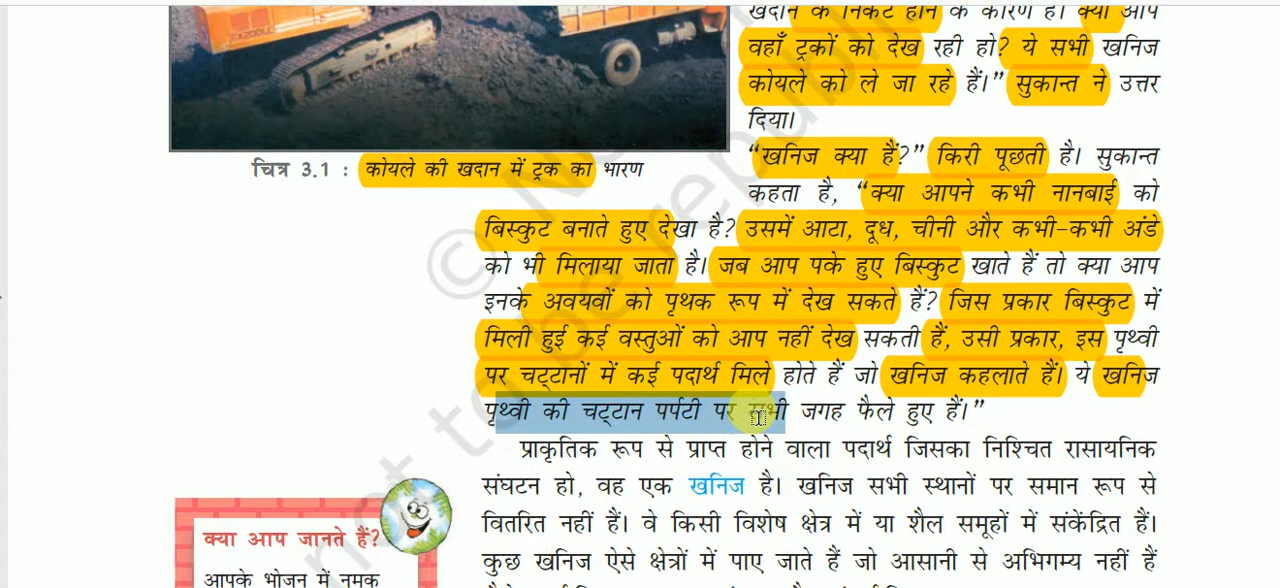 खदान के निकट होने के कारण है। क्या आप
वहाँ ट्रकों को देख रही हो? ये सभी खनिज
कोयले को ले जा रहे हैं।” सुकान्त ने उत्तर
दिया।
चित्र 3.1 : कोयले की खदान में ट्रक का भारण
“खनिज क्या हैं?” किरी पूछती है। सुकान्त
कहता है, “क्या आपने कभी नानबाई को
बिस्कुट बनाते हुए देखा है? उसमें आटा, दूध, चीनी और कभी-कभी अंडे
को भी मिलाया जाता है। जब आप पके हुए बिस्कुट खाते हैं तो क्या आप
इनके अवयवों को पृथक रूप में देख सकते हैं? जिस प्रकार बिस्कुट में
मिली हुई कई वस्तुओं को आप नहीं देख सकती हैं, उसी प्रकार, इस पृथ्वी
पर चट्टानों में कई पदार्थ मिले होते हैं जो खनिज कहलाते हैं। ये खनिज
पृथ्वी की चट्टान पर्पटी पर सभी जगह फैले हुए हैं।”
प्राकृतिक रूप से प्राप्त होने वाला पदार्थ जिसका निश्चित रासायनिक
संघटन हो, वह एक खनिज है। खनिज सभी स्थानों पर समान रूप से
वितरित नहीं हैं। वे किसी विशेष क्षेत्र में या शैल समूहों में संकेंद्रित हैं।
कुछ खनिज ऐसे क्षेत्रों में पाए जाते हैं जो आसानी से अभिगम्य नहीं हैं
क्या आप जानते हैं?
आपके भोजन में नमक
not to be republ